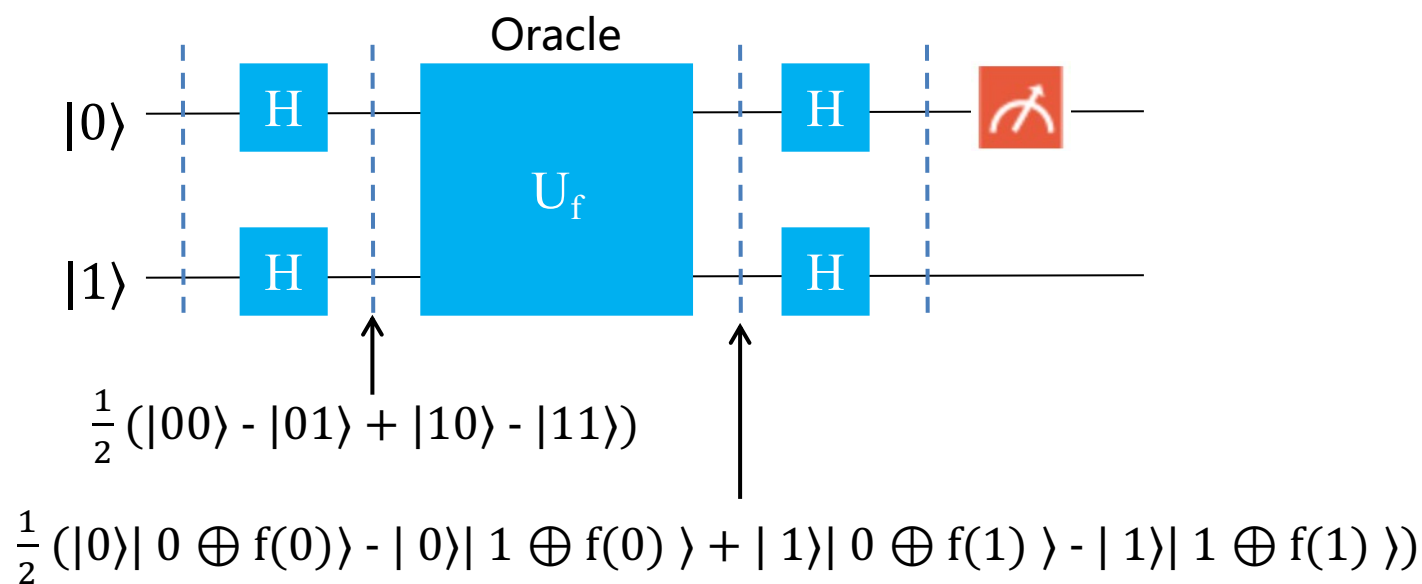 Oracle
|0⟩ H H
U_f
|1⟩ H H
1/2 (|00⟩ - |01⟩ + |10⟩ - |11⟩)
1/2 (|0⟩| 0 ⊕ f(0)⟩ - | 0⟩| 1 ⊕ f(0) ⟩ + | 1⟩| 0 ⊕ f(1) ⟩ - | 1⟩| 1 ⊕ f(1) ⟩)